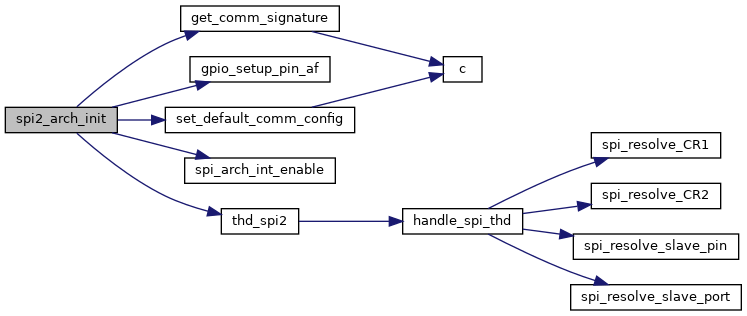 get_comm_signature
gpio_setup_pin_af
c
spi2_arch_init
set_default_comm_config
spi_resolve_CR1
spi_arch_int_enable
spi_resolve_CR2
thd_spi2
handle_spi_thd
spi_resolve_slave_pin
spi_resolve_slave_port